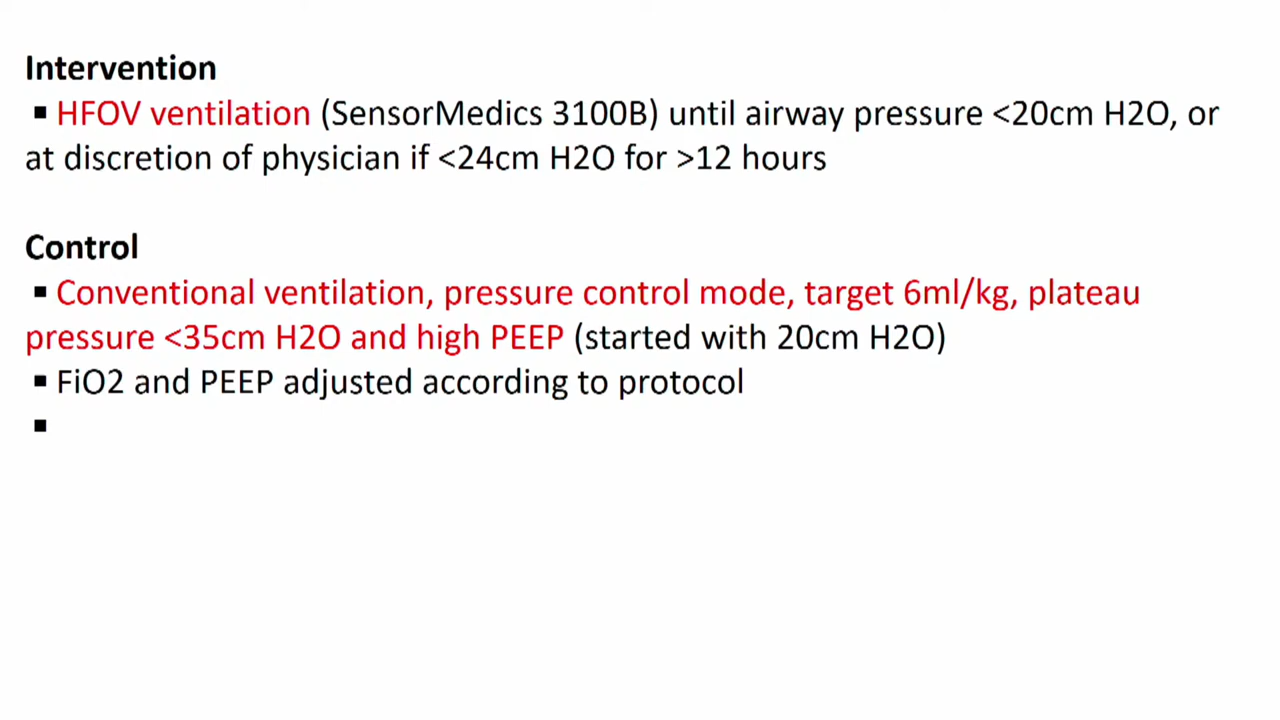 Intervention
▪ HFOV ventilation (SensorMedics 3100B) until airway pressure <20cm H2O, or
at discretion of physician if <24cm H2O for >12 hours
Control
▪ Conventional ventilation, pressure control mode, target 6ml/kg, plateau
pressure <35cm H2O and high PEEP (started with 20cm H2O)
▪ FiO2 and PEEP adjusted according to protocol
▪